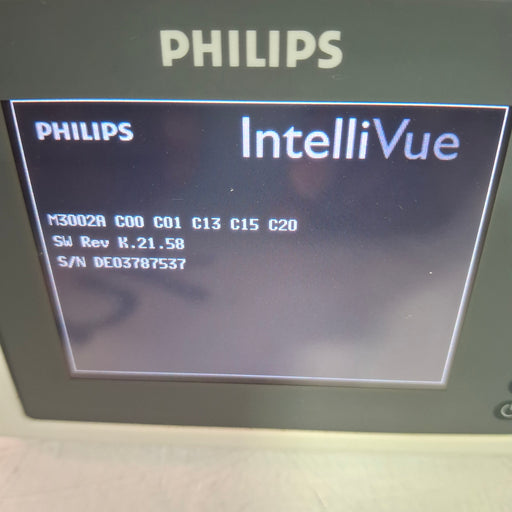 PHILIPS
PHILIPS IntelliVue
M3002A C00 C01 C13 C15 C20
SW Rev K.21.58
S/N DE03787537